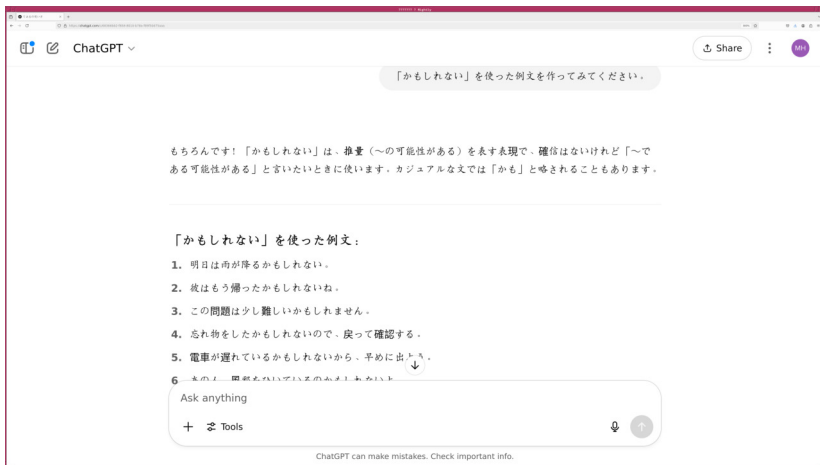 ChatGPT
Share
MH
「かもしれない」を使った例文を作ってみてください。
もちろんです！「かもしれない」は、推量（〜の可能性がある）を表す表現で、確信はないけれど「〜で
ある可能性がある」と言いたいときに使います。カジュアルな文では「かも」と略されることもあります。
「かもしれない」を使った例文：
1. 明日は雨が降るかもしれない。
2. 彼はもう帰ったかもしれないね。
3. この問題は少し難しいかもしれません。
4. 忘れ物をしたかもしれないので、戻って確認する。
5. 電車が遅れているかもしれないから、早めに出よう。
6
Ask anything
Tools
ChatGPT can make mistakes. Check important info.